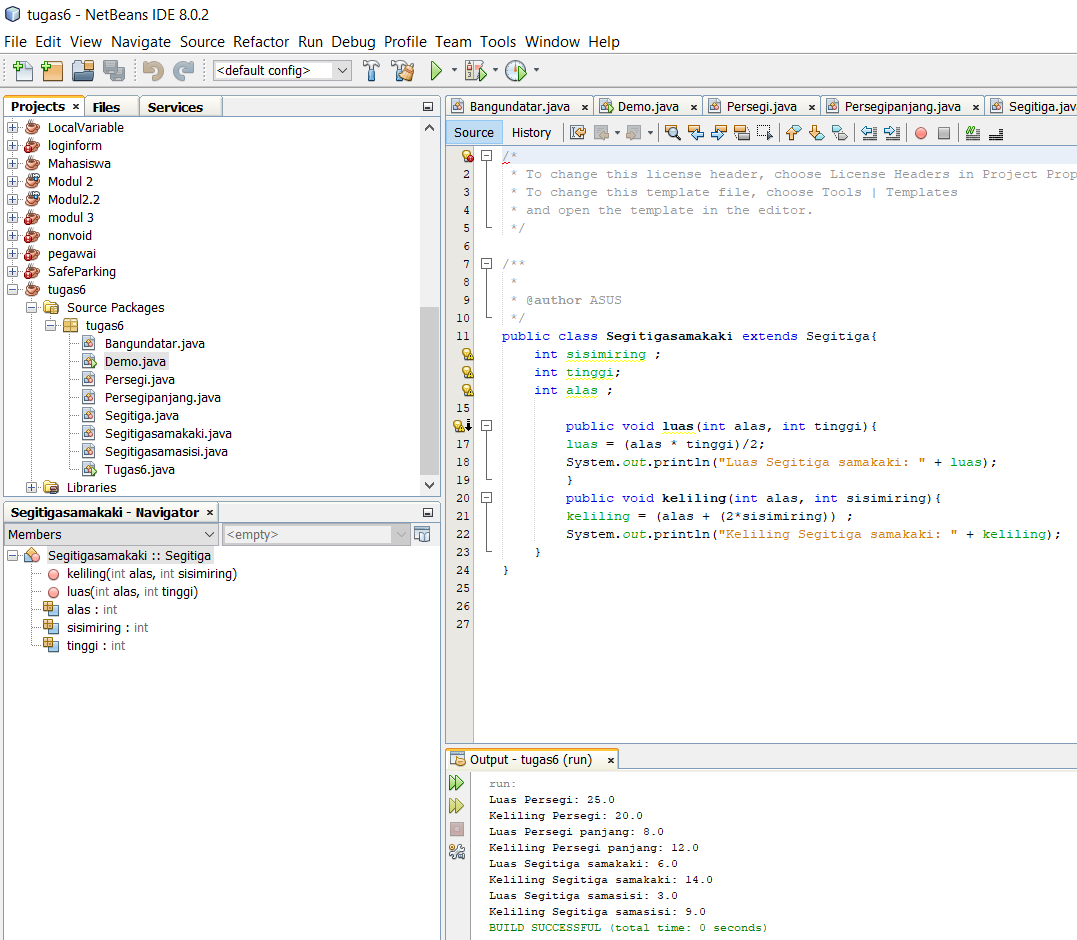 tugas6 - NetBeans IDE 8.0.2
File Edit View Navigate Source Refactor Run Debug Profile Team Tools Window Help
<default config>
Projects × Files Services
LocalVariable
loginform
Mahasiswa
Modul 2
Modul2.2
modul 3
nonvoid
pegawai
SafeParking
tugas6
Source Packages
tugas6
Bangundatar.java
Demo.java
Persegi.java
Persegipanjang.java
Segitiga.java
Segitigasamakaki.java
Segitigasamasisi.java
Tugas6.java
Libraries
Segitigasamakaki - Navigator ×
Members <empty>
Segitigasamakaki :: Segitiga
keliling(int alas, int sisimiring)
luas(int alas, int tinggi)
alas : int
sisimiring : int
tinggi : int
Bangundatar.java × Demo.java × Persegi.java × Persegipanjang.java × Segitiga.jav
Source History
/*
2 * To change this license header, choose License Headers in Project Prop
3 * To change this template file, choose Tools | Templates
4 * and open the template in the editor.
5 */
6
7 /**
8 *
9 * @author ASUS
10 */
11 public class Segitigasamakaki extends Segitiga{
int sisimiring ;
int tinggi;
int alas ;
15
public void luas(int alas, int tinggi){
17 luas = (alas * tinggi)/2;
18 System.out.println("Luas Segitiga samakaki: " + luas);
19 }
20 public void keliling(int alas, int sisimiring){
21 keliling = (alas + (2*sisimiring)) ;
22 System.out.println("Keliling Segitiga samakaki: " + keliling);
23 }
24 }
25
26
27
Output - tugas6 (run) ×
run:
Luas Persegi: 25.0
Keliling Persegi: 20.0
Luas Persegi panjang: 8.0
Keliling Persegi panjang: 12.0
Luas Segitiga samakaki: 6.0
Keliling Segitiga samakaki: 14.0
Luas Segitiga samasisi: 3.0
Keliling Segitiga samasisi: 9.0
BUILD SUCCESSFUL (total time: 0 seconds)